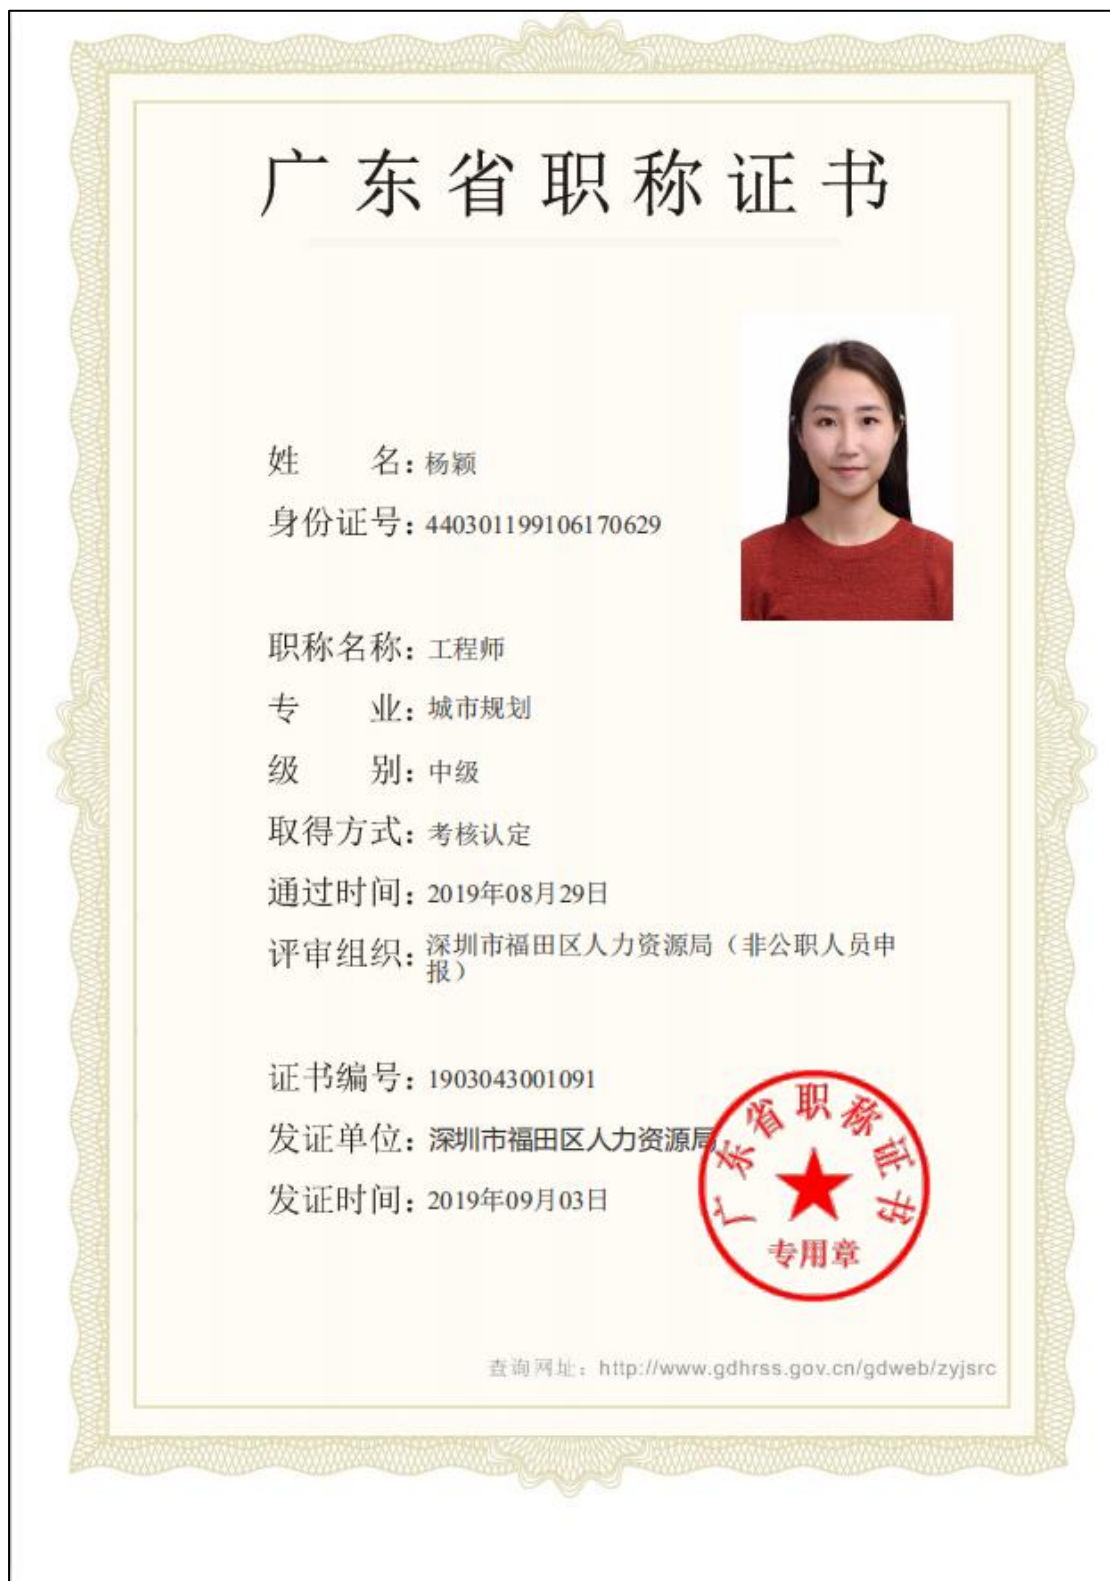 广东省职称证书
姓 名：杨颖
身份证号：440301199106170629
职称名称：工程师
专 业：城市规划
级 别：中级
取得方式：考核认定
通过时间：2019年08月29日
评审组织：深圳市福田区人力资源局（非公职人员申
报）
证书编号：1903043001091
发证单位：深圳市福田区人力资源局
发证时间：2019年09月03日
广东省职称证书
专用章
查询网址：http://www.gdhrss.gov.cn/gdweb/zyjsrc